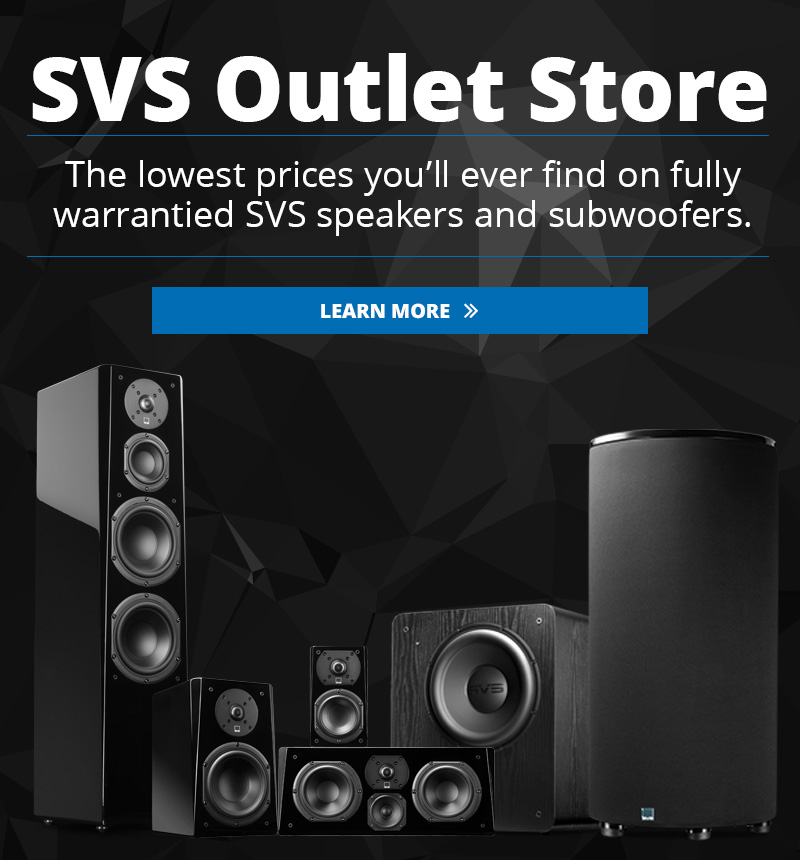 SVS Outlet Store
The lowest prices you’ll ever find on fully
warrantied SVS speakers and subwoofers.
LEARN MORE »
SVS